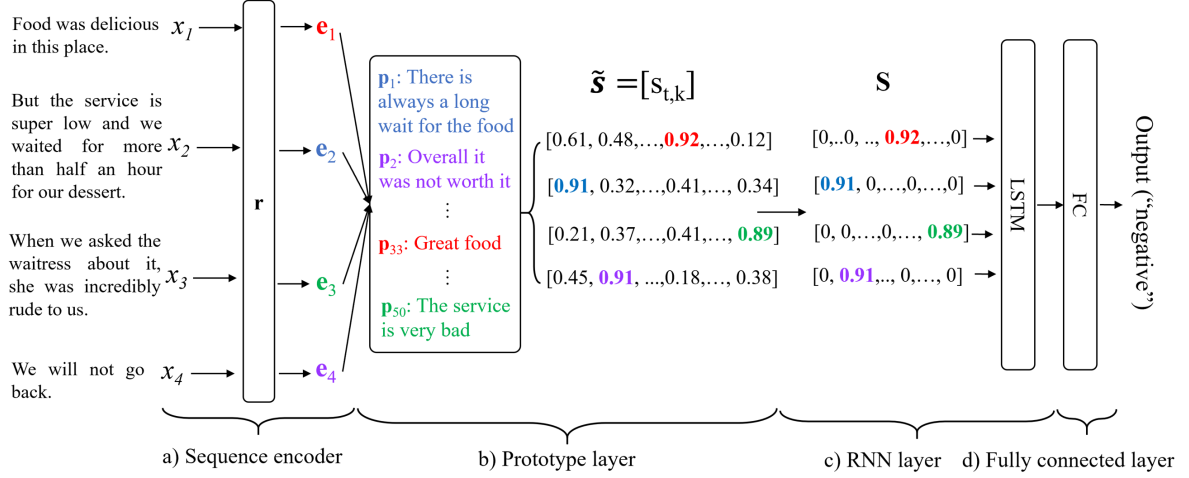 Food was delicious
in this place.
x1
e1
But the service is
super low and we
waited for more
than half an hour
for our dessert.
x2
e2
When we asked the
waitress about it,
she was incredibly
rude to us.
x3
e3
We will not go
back.
x4
e4
r
p1: There is
always a long
wait for the food
p2: Overall it
was not worth it
⋮
p33: Great food
⋮
p50: The service
is very bad
s̃ =[st,k]
[0.61, 0.48,…,0.92,…,0.12]
[0.91, 0.32,…,0.41,…, 0.34]
[0.21, 0.37,…,0.41,…, 0.89]
[0.45, 0.91, ...,0.18,…, 0.38]
S
[0,..0, .., 0.92,…,0]
[0.91, 0,…,0,…,0]
[0, 0,…,0,…, 0.89]
[0, 0.91,.., 0,…, 0]
LSTM
FC
Output (“negative”)
a) Sequence encoder
b) Prototype layer
c) RNN layer
d) Fully connected layer